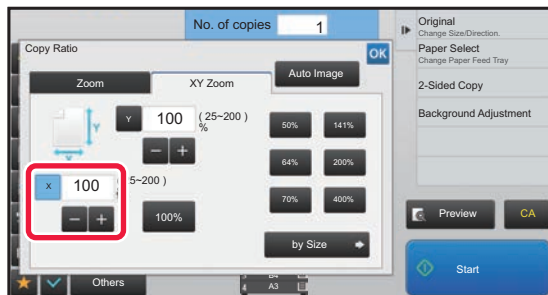 No. of copies 1
Original
Change Size/Direction.
Paper Select
Change Paper Feed Tray
2-Sided Copy
Background Adjustment
Copy Ratio
OK
Zoom
XY Zoom
Auto Image
Y
X
Y 100 ( 25~200 )
%
50% 141%
64% 200%
X 100 5~200 )
70% 400%
100%
by Size
Preview
CA
Start
Others
A3